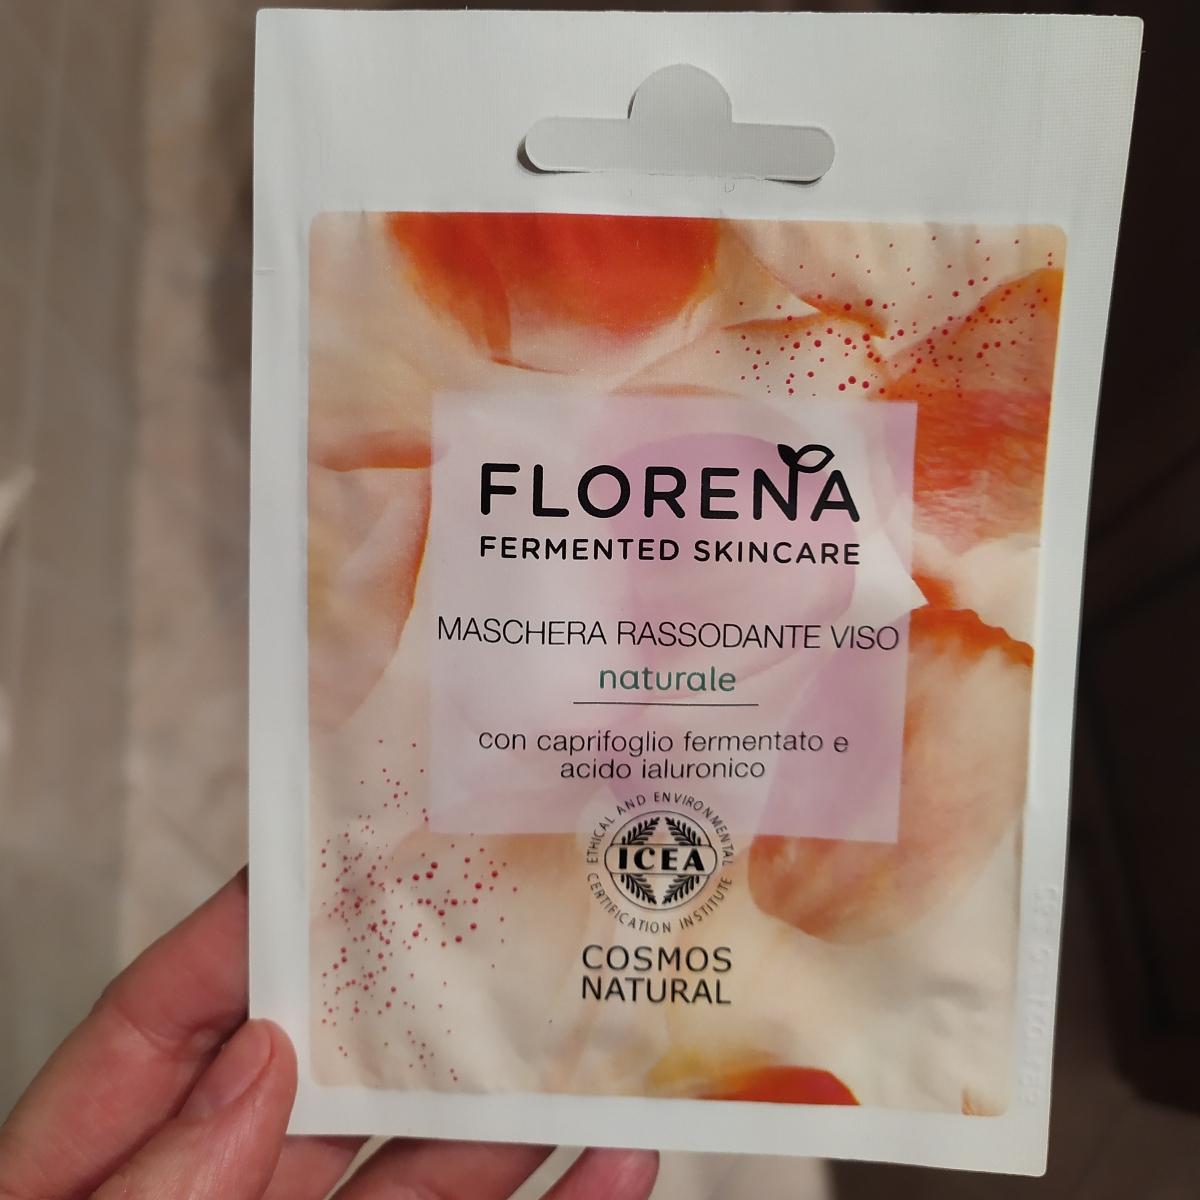 FLORENA
FERMENTED SKINCARE
MASCHERA RASSODANTE VISO
naturale
con caprifoglio fermentato e
acido ialuronico
ETHICAL AND ENVIRONMENTAL
ICEA
CERTIFICATION INSTITUTE
COSMOS
NATURAL